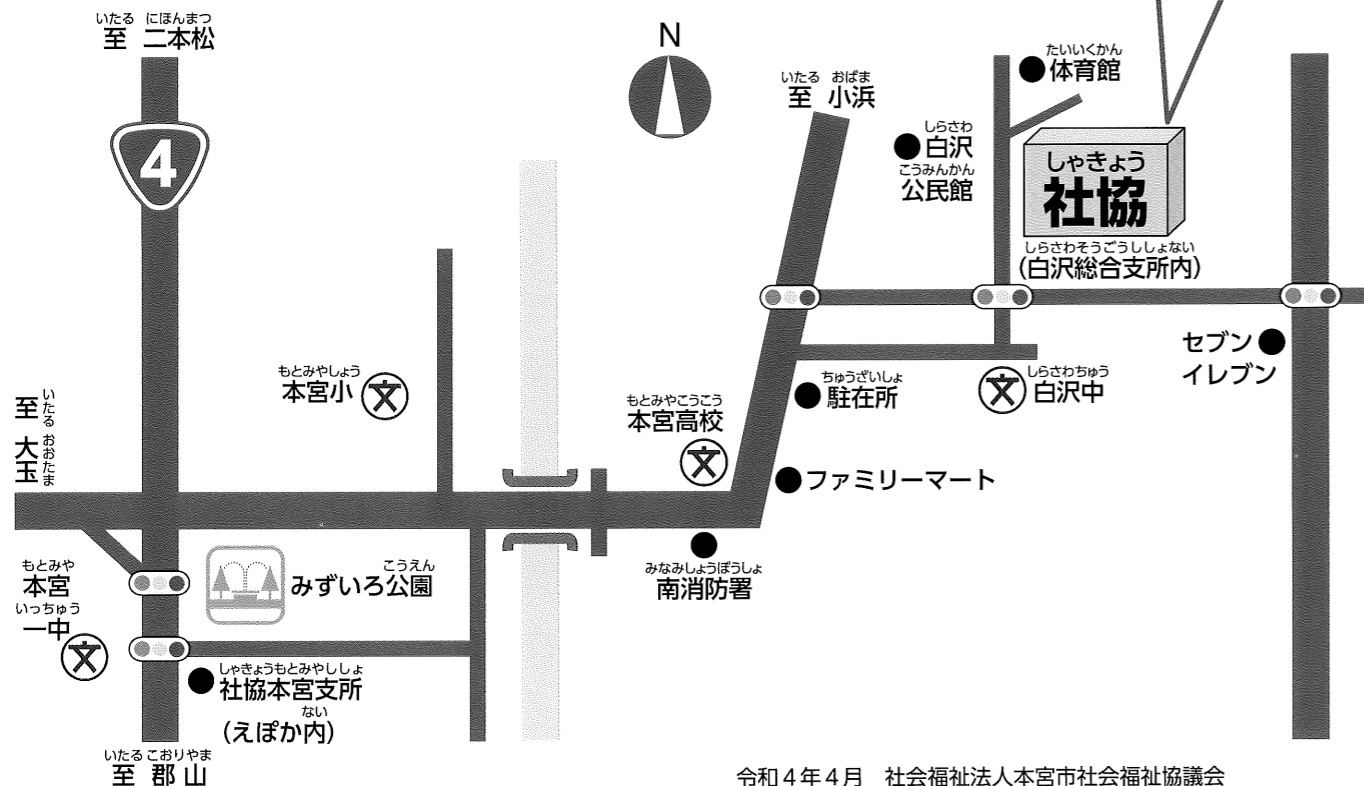 いたる にほんまつ
至 二本松
4
N
いたる おばま
至 小浜
たいいくかん
体育館
しらさわ
白沢
こうみんかん
公民館
しゃきょう
社協
しらさわそうごうししょない
(白沢総合支所内)
セブン
イレブン
もとみやしょう
本宮小
もとみやこうこう
本宮高校
ちゅうざいしょ
駐在所
しらさわちゅう
白沢中
いたる おおたま
至 大玉
ファミリーマート
みなみしょうぼうしょ
南消防署
もとみや
本宮
いっちゅう
一中
こうえん
みずいろ公園
しゃきょうもとみやししょ
社協本宮支所
ない
(えぽか内)
いたる こおりやま
至 郡山
令和4年4月 社会福祉法人本宮市社会福祉協議会